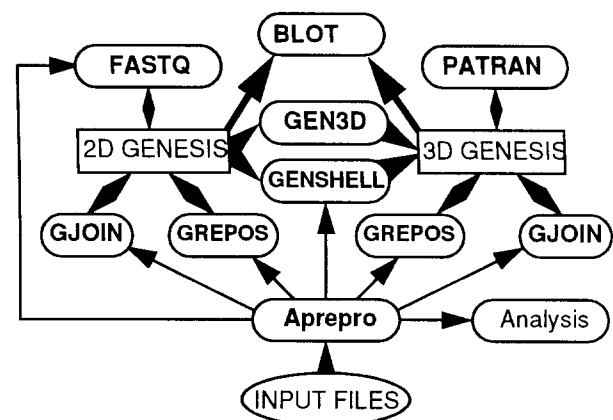 BLOT
FASTQ
PATRAN
GEN3D
2D GENESIS
3D GENESIS
GENSHELL
GJOIN
GREPOS
GREPOS
GJOIN
Aprepro
Analysis
INPUT FILES